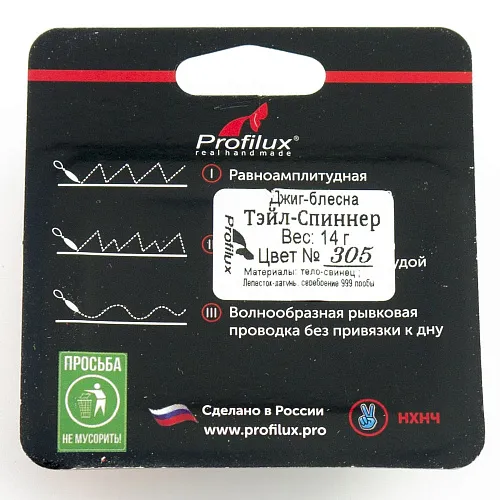 Profilux®
real handmade
I Равноамплитудная
Джиг-блесна
Тэйл-Спиннер
Вес: 14 г
Цвет № 305
Материалы: тело-свинец ;
Лепесток-латунь, серебрение 999 пробы
Profilux
III Волнообразная рывковая
проводка без привязки к дну
ПРОСЬБА
НЕ МУСОРИТЬ!
Сделано в России
www.profilux.pro
НХНЧ